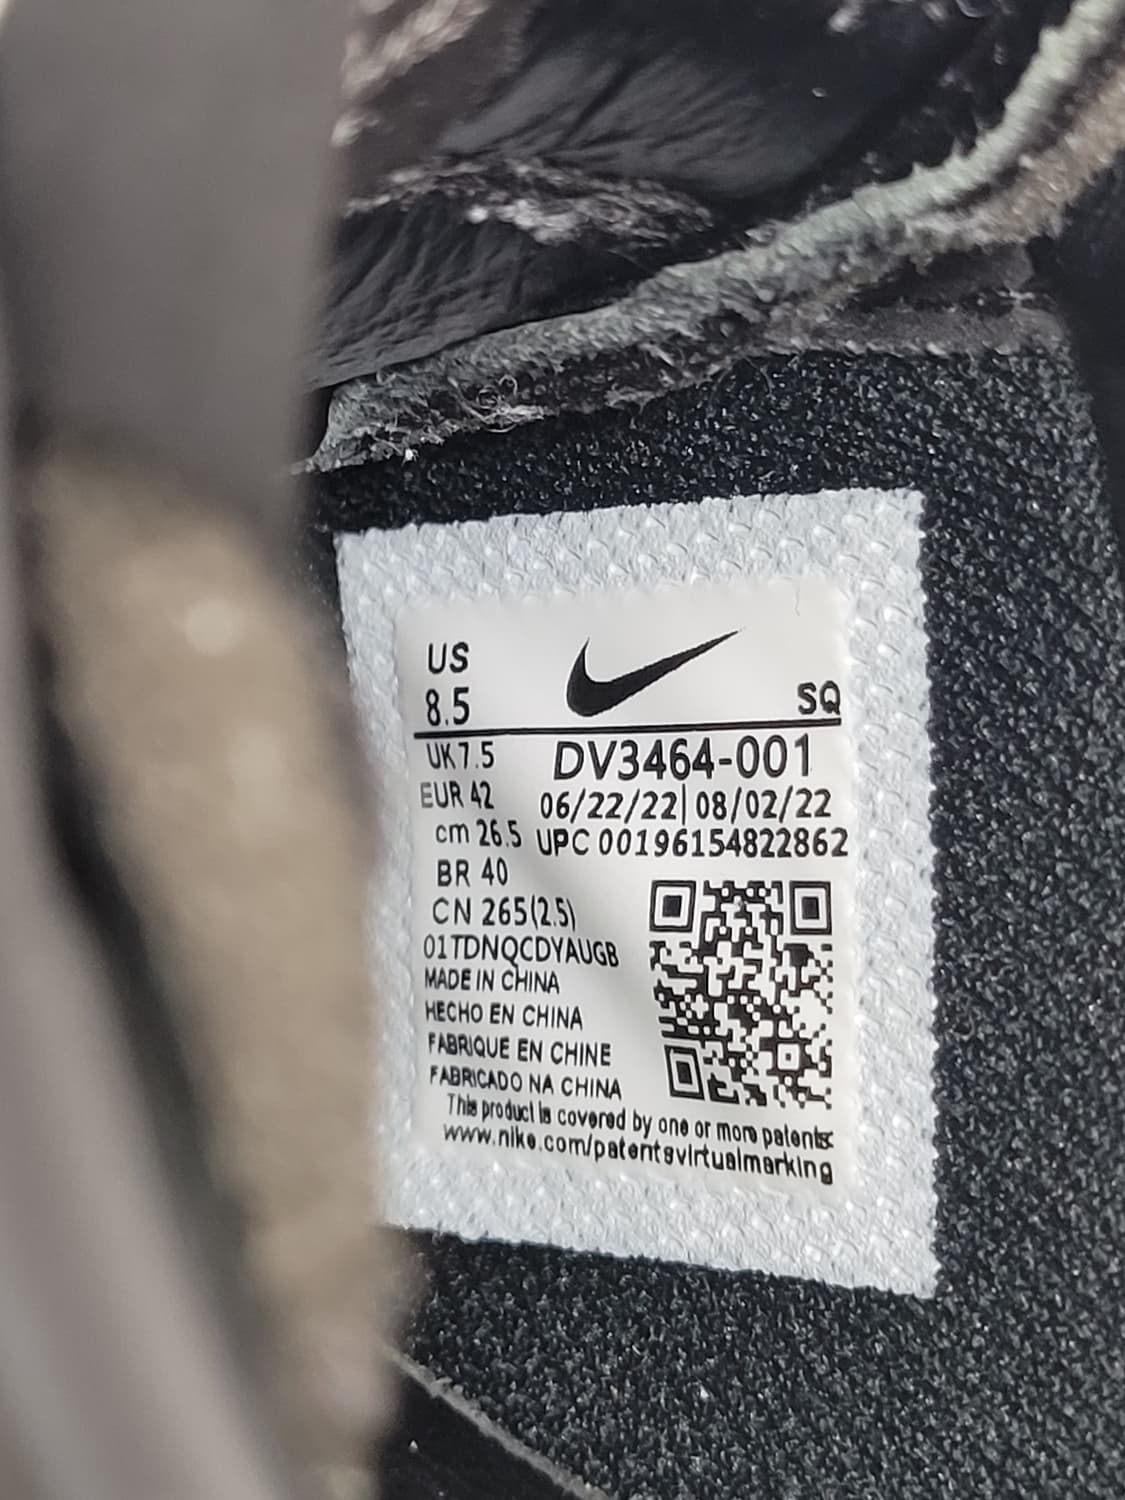 US
8.5
SQ
UK 7.5
DV3464-001
EUR 42
06/22/22| 08/02/22
cm 26.5
UPC 00196154822862
BR 40
CN 265(2.5)
01TDNQCDYAUGB
MADE IN CHINA
HECHO EN CHINA
FABRIQUE EN CHINE
FABRICADO NA CHINA
This product is covered by one or more patents:
www.nike.com/patentsvirtualmarking